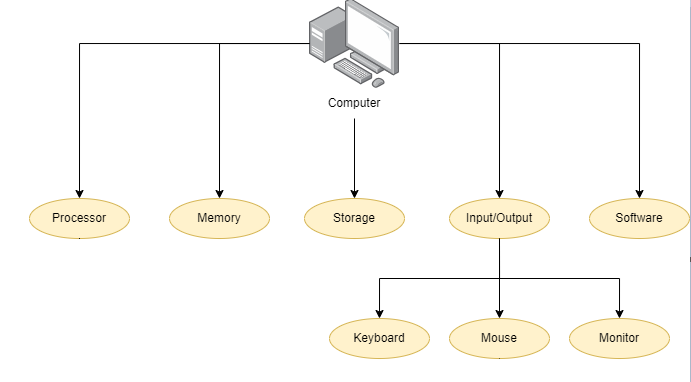 Computer
Processor
Memory
Storage
Input/Output
Software
Keyboard
Mouse
Monitor